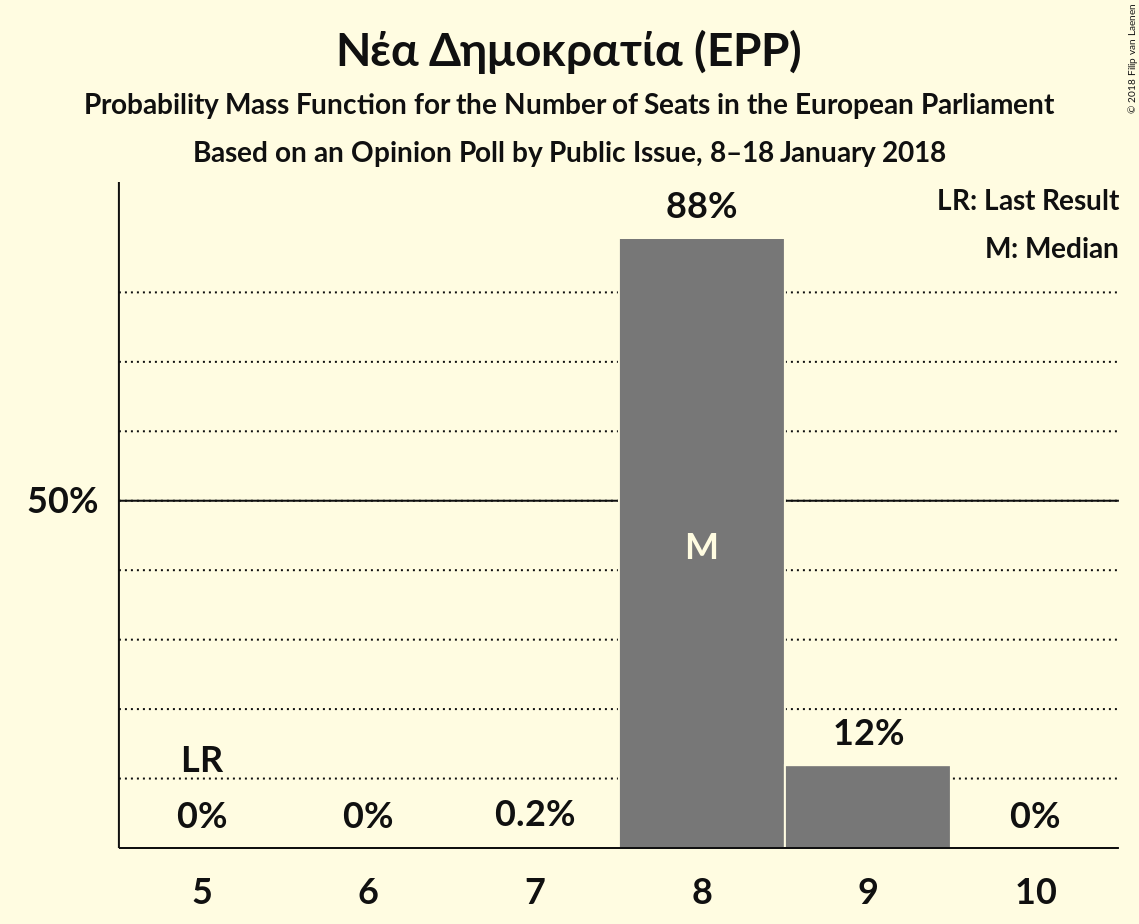 Νέα Δημοκρατία (EPP)
Probability Mass Function for the Number of Seats in the European Parliament
Based on an Opinion Poll by Public Issue, 8–18 January 2018
© 2018 Filip van Laenen
LR: Last Result
M: Median
88%
50%
M
12%
LR
0%
0%
0.2%
0%
5
6
7
8
9
10